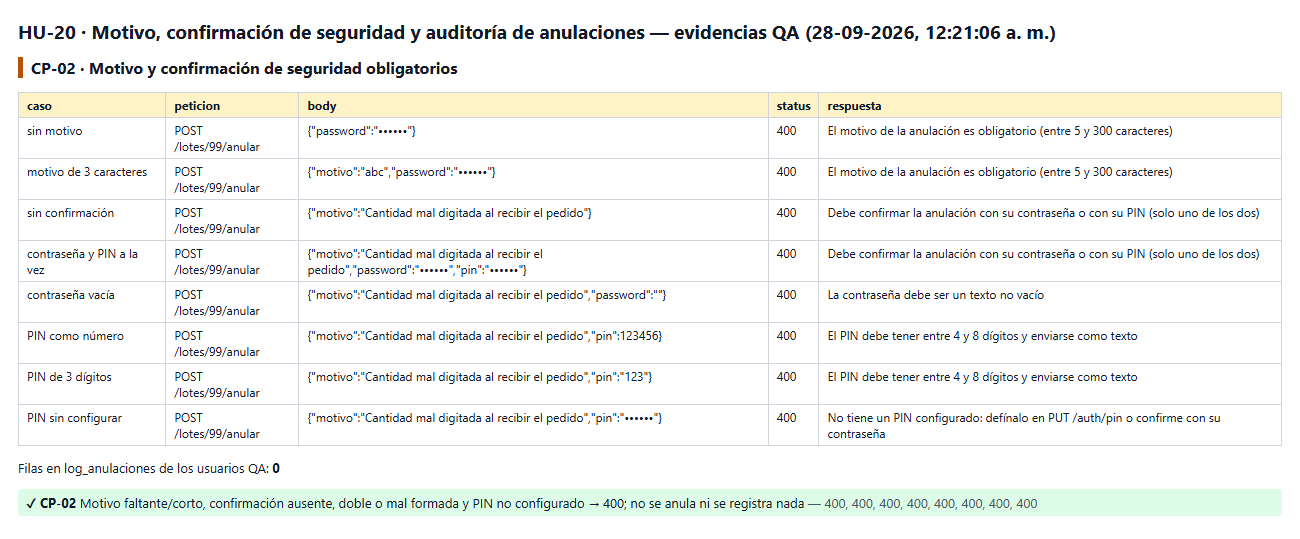 HU-20 · Motivo, confirmación de seguridad y auditoría de anulaciones — evidencias QA (28-09-2026, 12:21:06 a. m.)
CP-02 · Motivo y confirmación de seguridad obligatorios
caso peticion body status respuesta
sin motivo POST /lotes/99/anular {"password":"••••••"} 400 El motivo de la anulación es obligatorio (entre 5 y 300 caracteres)
motivo de 3 caracteres POST /lotes/99/anular {"motivo":"abc","password":"••••••"} 400 El motivo de la anulación es obligatorio (entre 5 y 300 caracteres)
sin confirmación POST /lotes/99/anular {"motivo":"Cantidad mal digitada al recibir el pedido"} 400 Debe confirmar la anulación con su contraseña o con su PIN (solo uno de los dos)
contraseña y PIN a la vez POST /lotes/99/anular {"motivo":"Cantidad mal digitada al recibir el pedido","password":"••••••","pin":"••••••"} 400 Debe confirmar la anulación con su contraseña o con su PIN (solo uno de los dos)
contraseña vacía POST /lotes/99/anular {"motivo":"Cantidad mal digitada al recibir el pedido","password":""} 400 La contraseña debe ser un texto no vacío
PIN como número POST /lotes/99/anular {"motivo":"Cantidad mal digitada al recibir el pedido","pin":123456} 400 El PIN debe tener entre 4 y 8 dígitos y enviarse como texto
PIN de 3 dígitos POST /lotes/99/anular {"motivo":"Cantidad mal digitada al recibir el pedido","pin":"123"} 400 El PIN debe tener entre 4 y 8 dígitos y enviarse como texto
PIN sin configurar POST /lotes/99/anular {"motivo":"Cantidad mal digitada al recibir el pedido","pin":"••••••"} 400 No tiene un PIN configurado: defínalo en PUT /auth/pin o confirme con su contraseña
Filas en log_anulaciones de los usuarios QA: 0
✓ CP-02 Motivo faltante/corto, confirmación ausente, doble o mal formada y PIN no configurado → 400; no se anula ni se registra nada — 400, 400, 400, 400, 400, 400, 400, 400